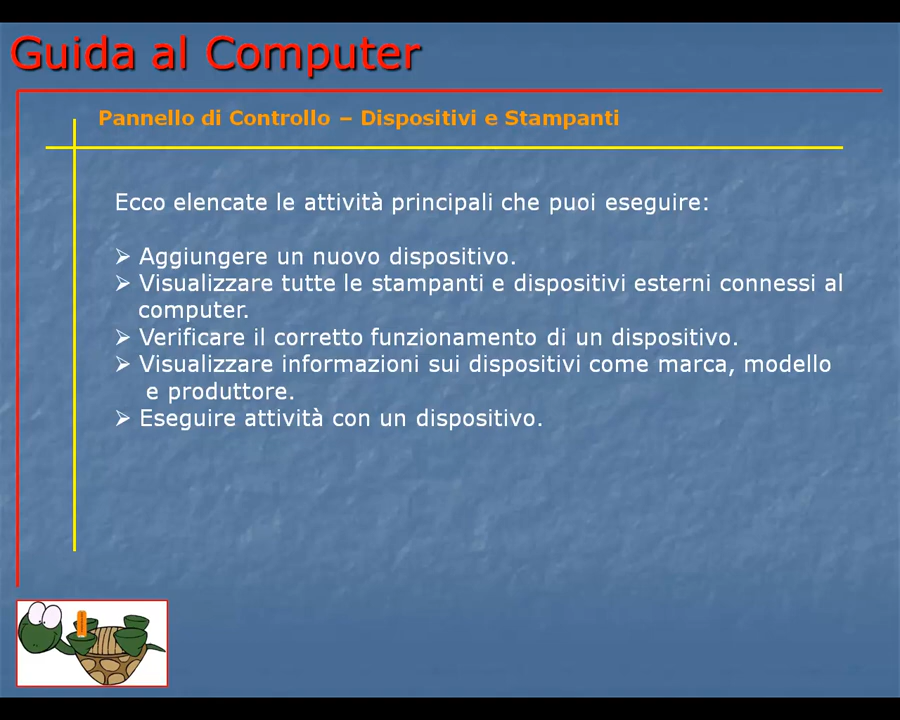 Guida al Computer
Pannello di Controllo – Dispositivi e Stampanti
Ecco elencate le attività principali che puoi eseguire:
➢ Aggiungere un nuovo dispositivo.
➢ Visualizzare tutte le stampanti e dispositivi esterni connessi al
computer.
➢ Verificare il corretto funzionamento di un dispositivo.
➢ Visualizzare informazioni sui dispositivi come marca, modello
e produttore.
➢ Eseguire attività con un dispositivo.